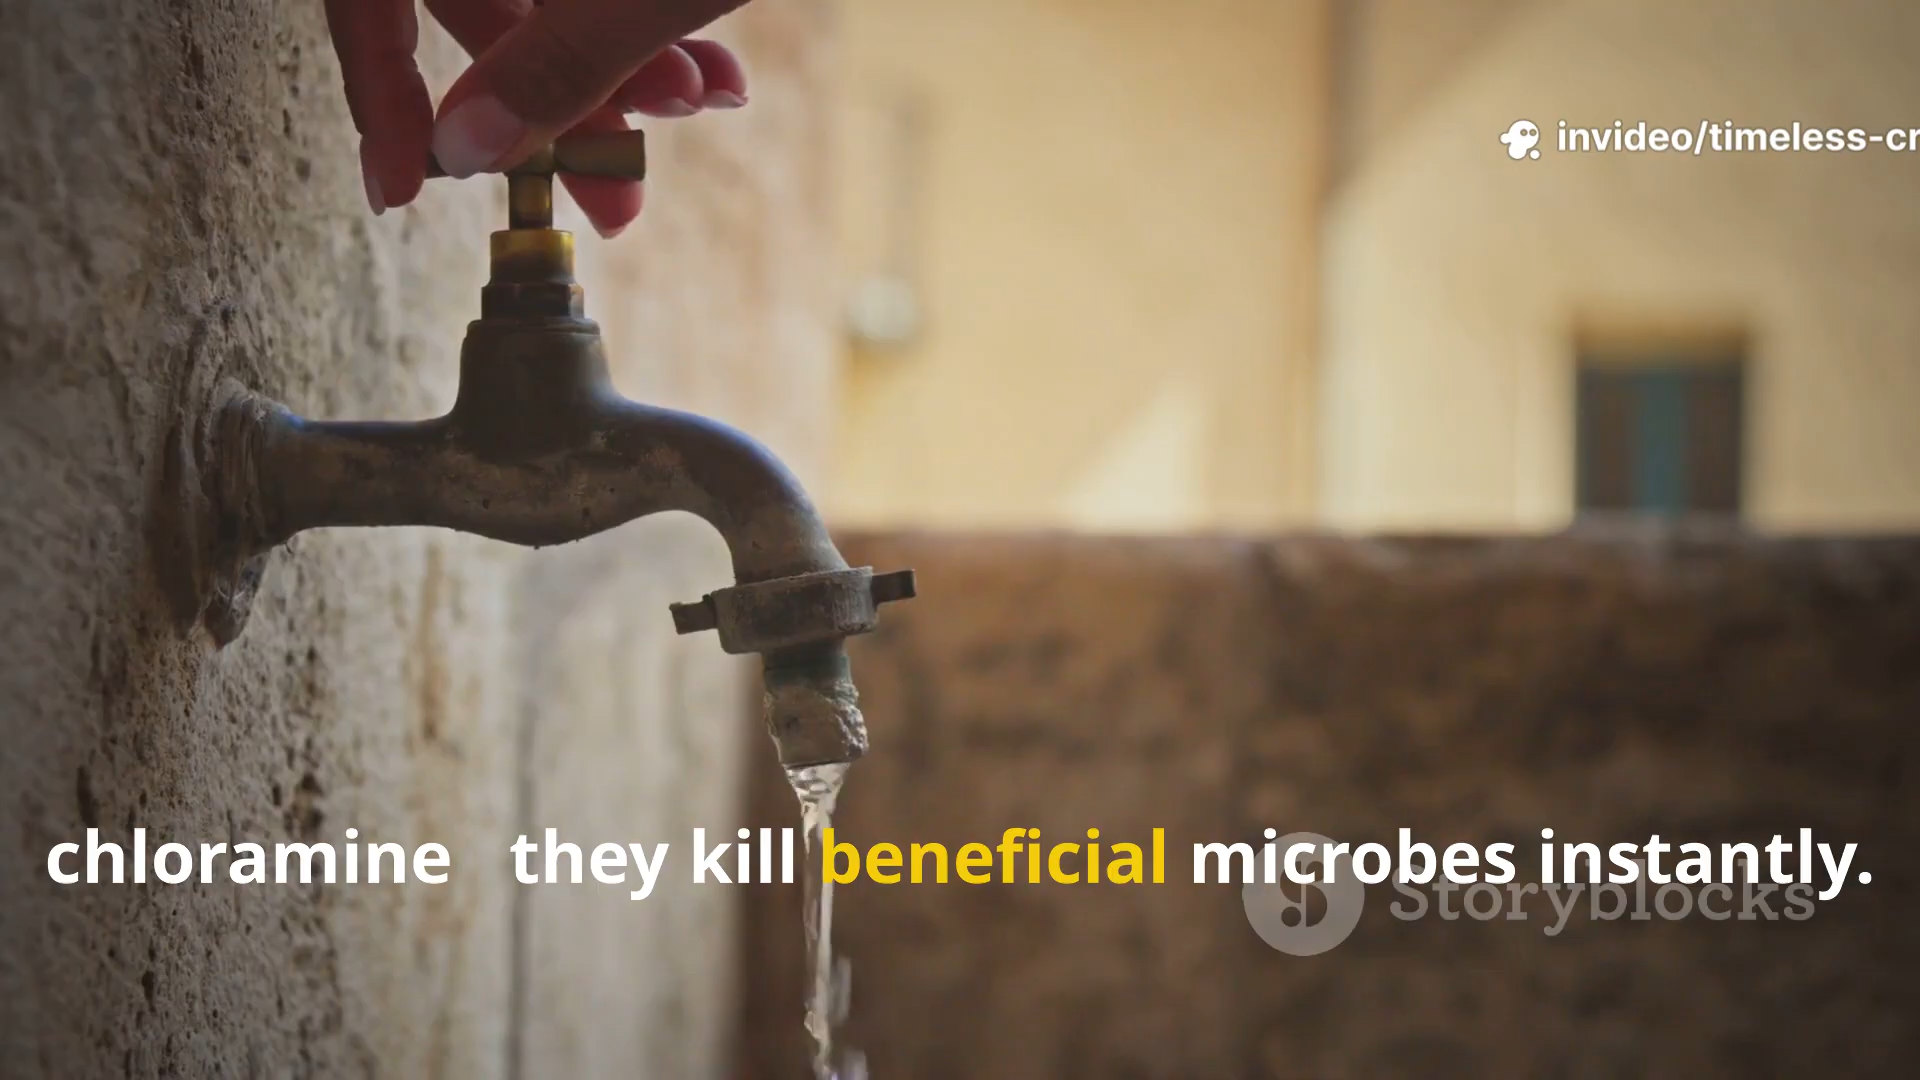 invideo/timeless-cr
chloramine they kill beneficial microbes instantly.
Storyblocks